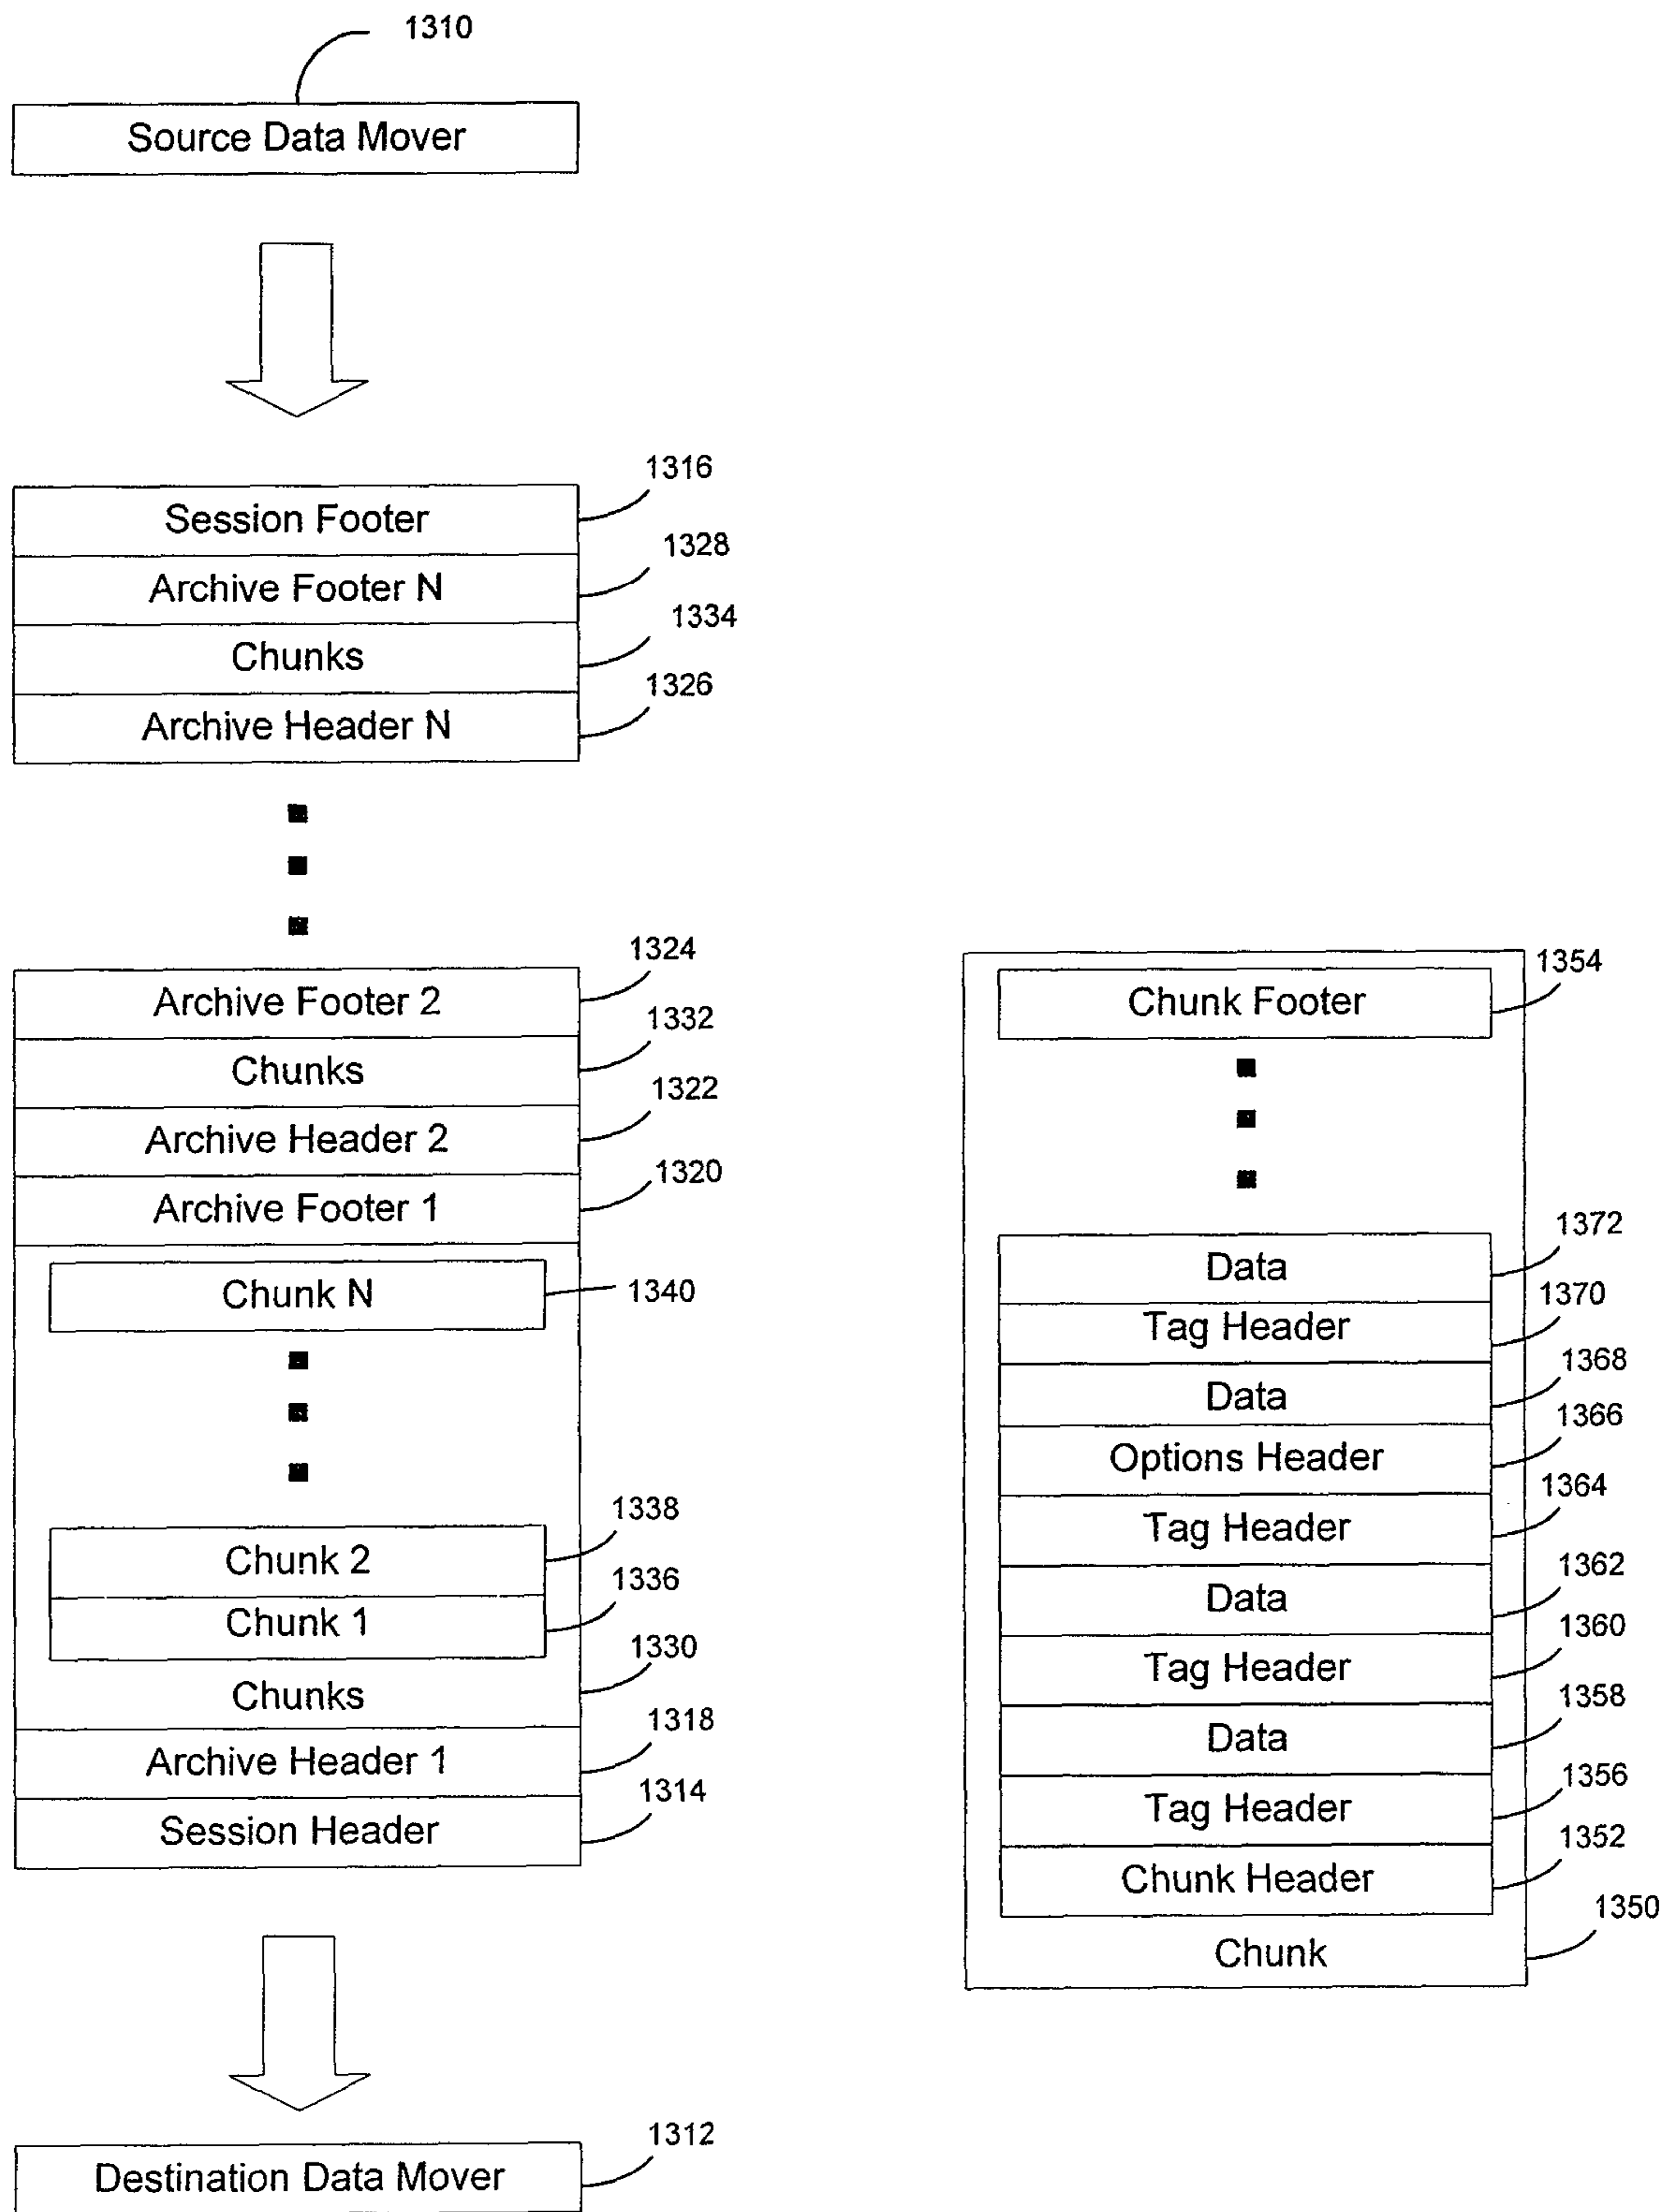 1310
Source Data Mover
1316
Session Footer
1328
Archive Footer N
1334
Chunks
1326
Archive Header N
1324
Archive Footer 2
1332
Chunks
1322
Archive Header 2
1320
Archive Footer 1
Chunk N
1340
1338
Chunk 2
1336
Chunk 1
1330
Chunks
1318
Archive Header 1
1314
Session Header
1312
Destination Data Mover
1354
Chunk Footer
1372
Data
1370
Tag Header
1368
Data
1366
Options Header
1364
Tag Header
1362
Data
1360
Tag Header
1358
Data
1356
Tag Header
1352
Chunk Header
1350
Chunk